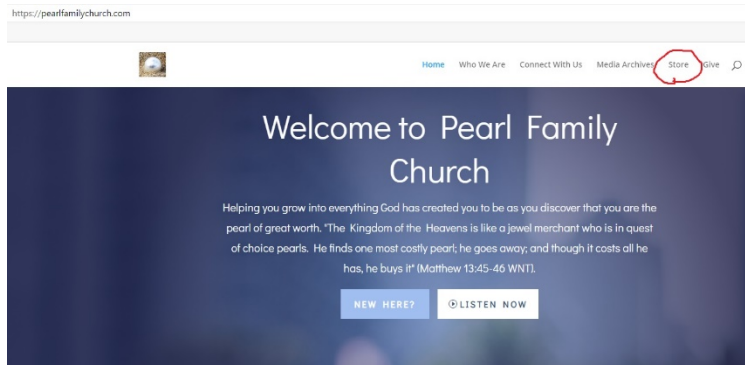 https://pearlfamilychurch.com
Home Who We Are Connect With Us Media Archives Store Give
Welcome to Pearl Family
Church
Helping you grow into everything God has created you to be as you discover that you are the
pearl of great worth. "The Kingdom of the Heavens is like a jewel merchant who is in quest
of choice pearls. He finds one most costly pearl; he goes away; and though it costs all he
has, he buys it" (Matthew 13:45-46 WNT).
NEW HERE? LISTEN NOW